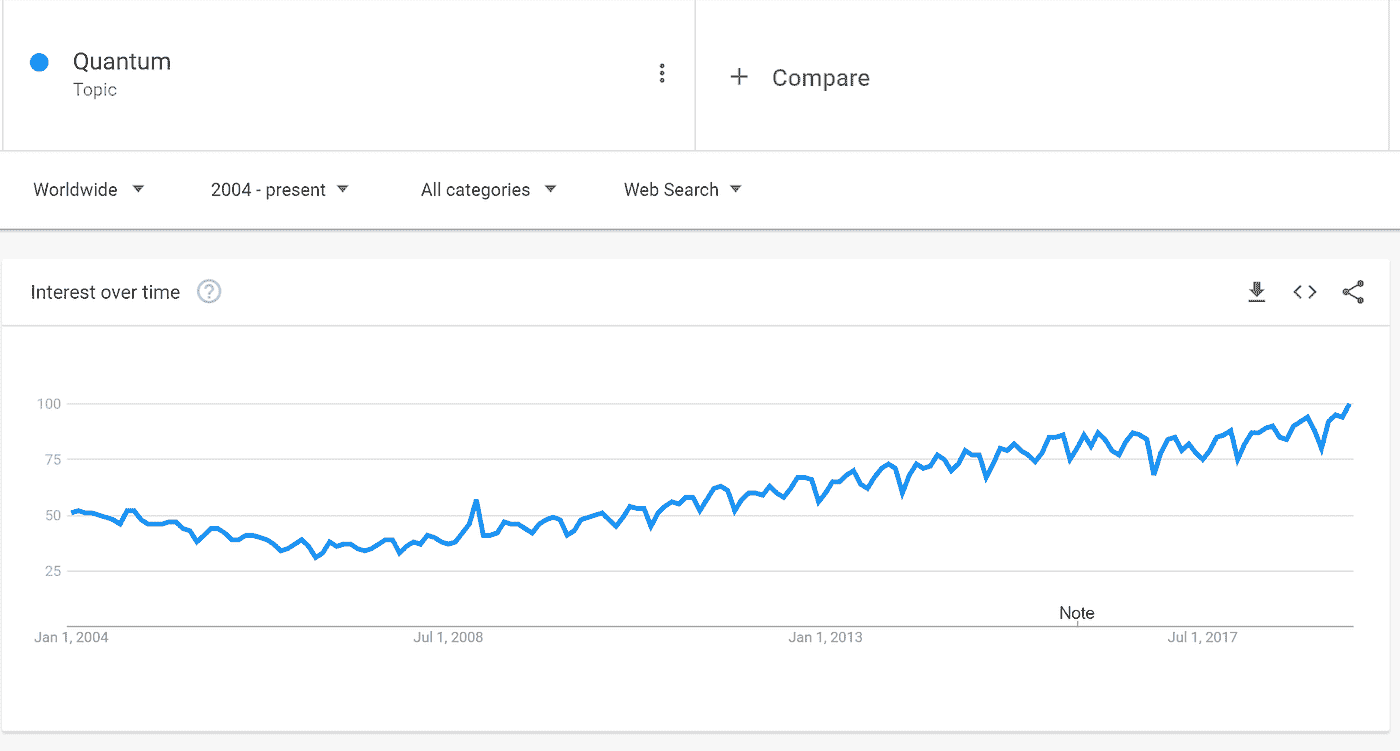 Quantum
Topic
+ Compare
Worldwide
2004 - present
All categories
Web Search
Interest over time
?
100
75
50
25
Note
Jan 1, 2004
Jul 1, 2008
Jan 1, 2013
Jul 1, 2017